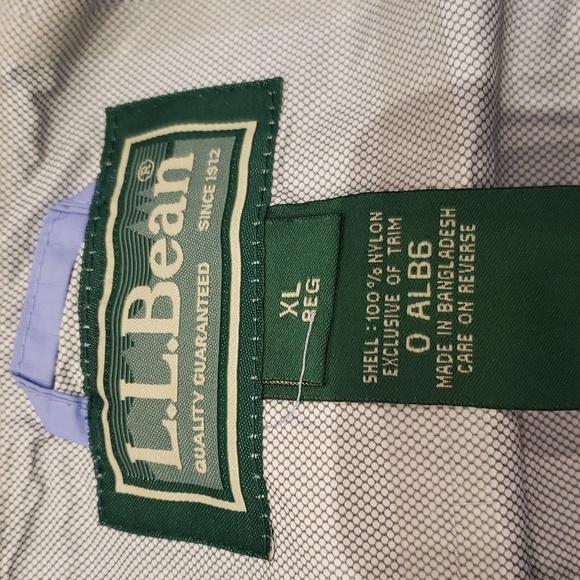 L.L.Bean®
QUALITY GUARANTEED SINCE 1912
XL
REG
SHELL: 100% NYLON
EXCLUSIVE OF TRIM
0 ALB6
MADE IN BANGLADESH
CARE ON REVERSE